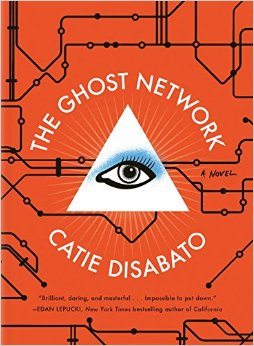 THE GHOST NETWORK
A NOVEL
CATIE DISABATO
"Brilliant, daring, and masterful . . . Impossible to put down."
—EDAN LEPUCKI, New York Times bestselling author of California